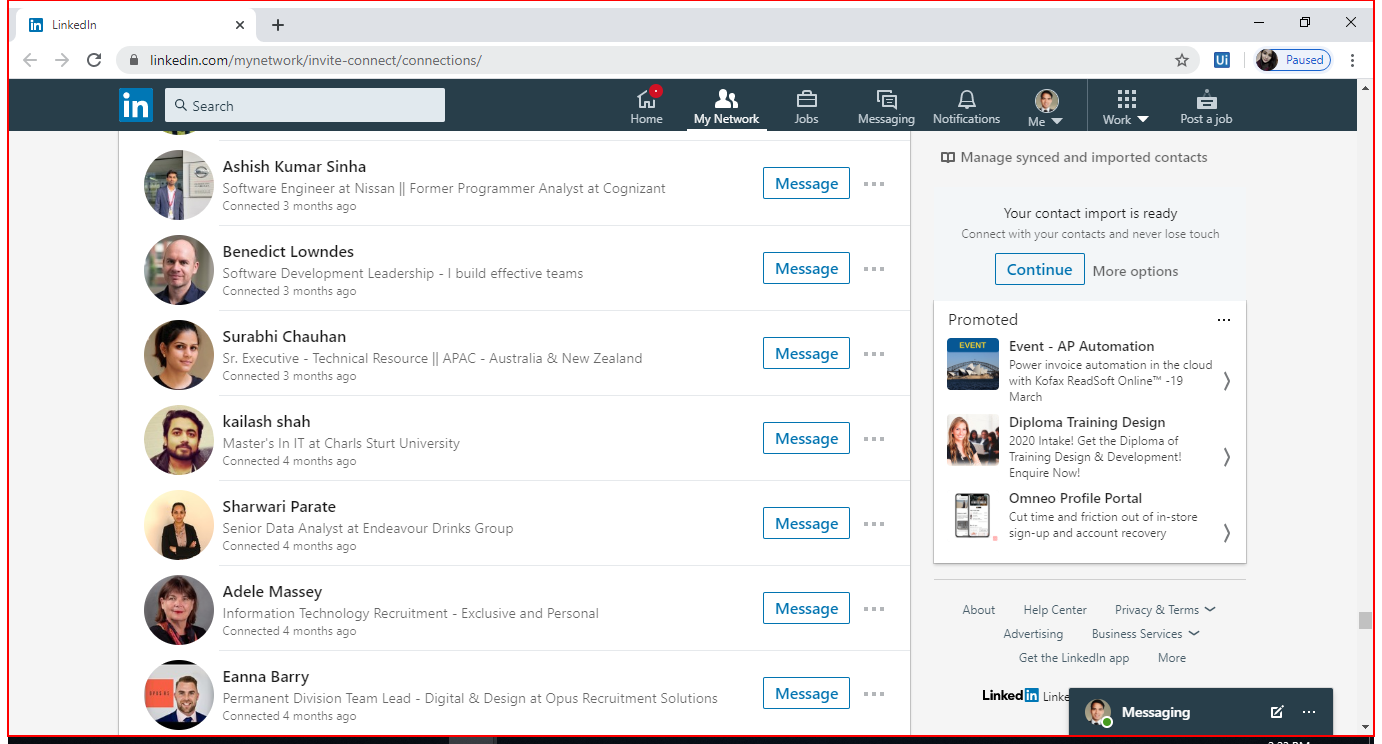 LinkedIn
linkedin.com/mynetwork/invite-connect/connections/
Ui
Paused
in
Search
Home
My Network
Jobs
Messaging
Notifications
Me
Work
Post a job
Ashish Kumar Sinha
Software Engineer at Nissan || Former Programmer Analyst at Cognizant
Connected 3 months ago
Message
Benedict Lowndes
Software Development Leadership - I build effective teams
Connected 3 months ago
Message
Surabhi Chauhan
Sr. Executive - Technical Resource || APAC - Australia & New Zealand
Connected 3 months ago
Message
kailash shah
Master's In IT at Charls Sturt University
Connected 4 months ago
Message
Sharwari Parate
Senior Data Analyst at Endeavour Drinks Group
Connected 4 months ago
Message
Adele Massey
Information Technology Recruitment - Exclusive and Personal
Connected 4 months ago
Message
Eanna Barry
Permanent Division Team Lead - Digital & Design at Opus Recruitment Solutions
Connected 4 months ago
Message
Manage synced and imported contacts
Your contact import is ready
Connect with your contacts and never lose touch
Continue More options
Promoted
EVENT
Event - AP Automation
Power invoice automation in the cloud
with Kofax ReadSoft Online™ -19
March
Diploma Training Design
2020 Intake! Get the Diploma of
Training Design & Development!
Enquire Now!
Omneo Profile Portal
Cut time and friction out of in-store
sign-up and account recovery
About Help Center Privacy & Terms
Advertising Business Services
Get the LinkedIn app More
LinkedIn Linke
Messaging